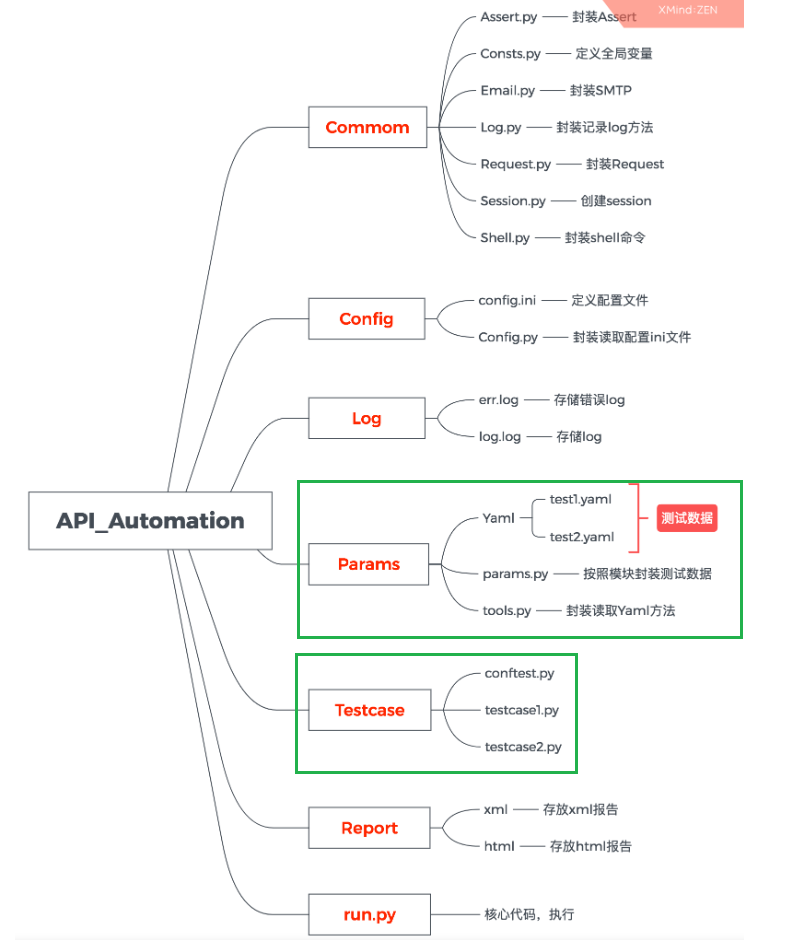 XMind:ZEN
Assert.py 封装Assert
Consts.py 定义全局变量
Email.py 封装SMTP
Commom
Log.py 封装记录log方法
Request.py 封装Request
Session.py 创建session
Shell.py 封装shell命令
config.ini 定义配置文件
Config
Config.py 封装读取配置ini文件
err.log 存储错误log
Log
log.log 存储log
API_Automation
Yaml
test1.yaml
test2.yaml
测试数据
Params
params.py 按照模块封装测试数据
tools.py 封装读取Yaml方法
conftest.py
Testcase
testcase1.py
testcase2.py
xml 存放xml报告
Report
html 存放html报告
run.py
核心代码，执行